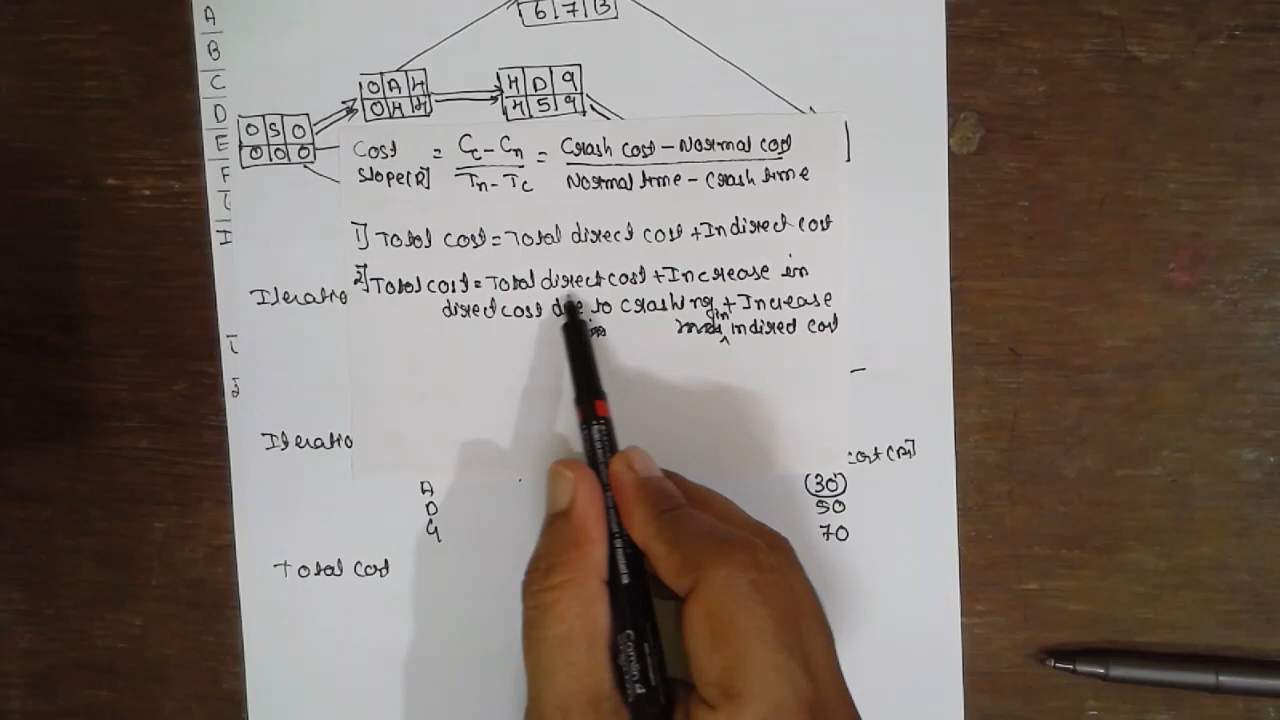 6 7 13
A
B
C
D
E
F
I
0 A 4
0 4 4
4 D 9
4 5 9
0 S 0
0 0 0
Cost slope[R] = Cc - Cn / Tn - Tc = Crash cost - Normal cost / Normal time - Crash time
1] Total cost = Total direct cost + Indirect cost
2] Total cost = Total direct cost + Increase in
direct cost due to crashing + Increase
in indirect cost
Iteratio
Iteratio
cost (R)]
A (30)
D 50
G 70
Total cost